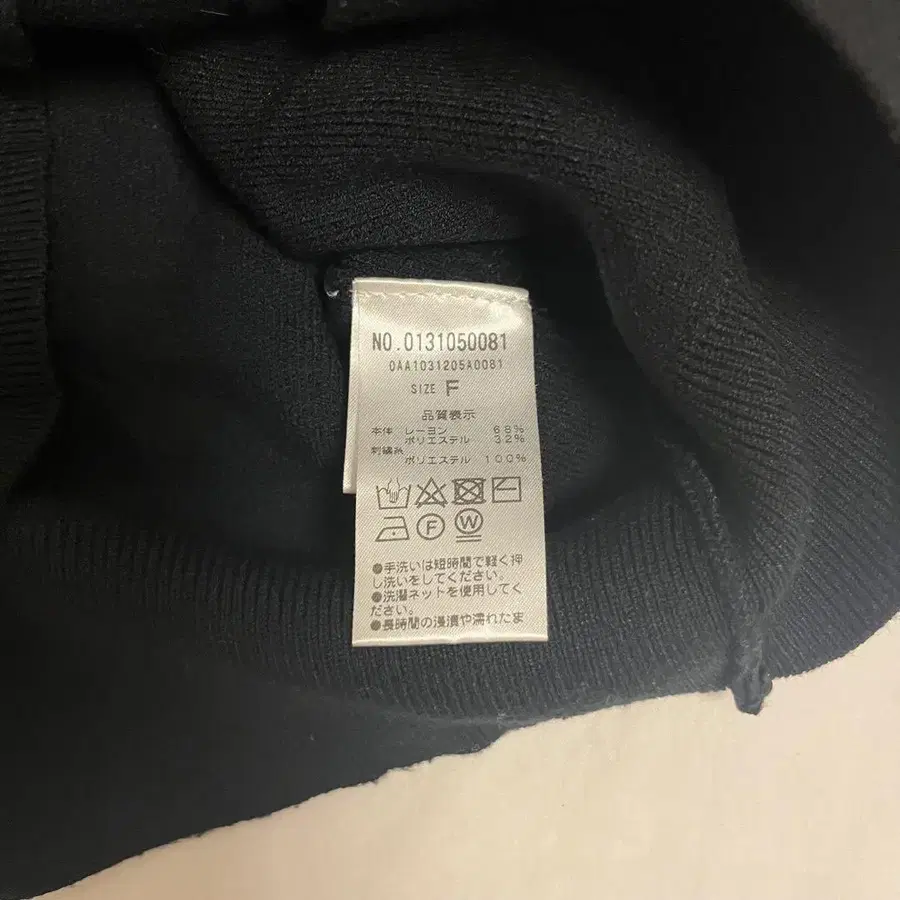 NO.0131050081
0AA1031205A0081
SIZE F
品質表示
本体 レーヨン 68%
ポリエステル 32%
刺繍糸
ポリエステル 100%
F W
●手洗いは短時間で軽く押
し洗いをしてください。
●洗濯ネットを使用してく
ださい。
●長時間の浸漬や濡れたま